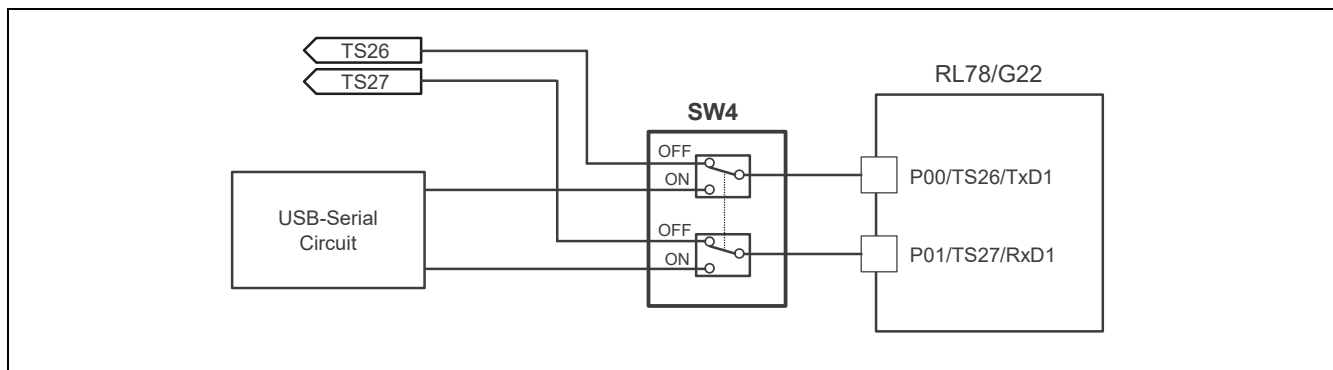 TS26
TS27
RL78/G22
SW4
OFF
ON
P00/TS26/TxD1
USB-Serial
Circuit
OFF
ON
P01/TS27/RxD1